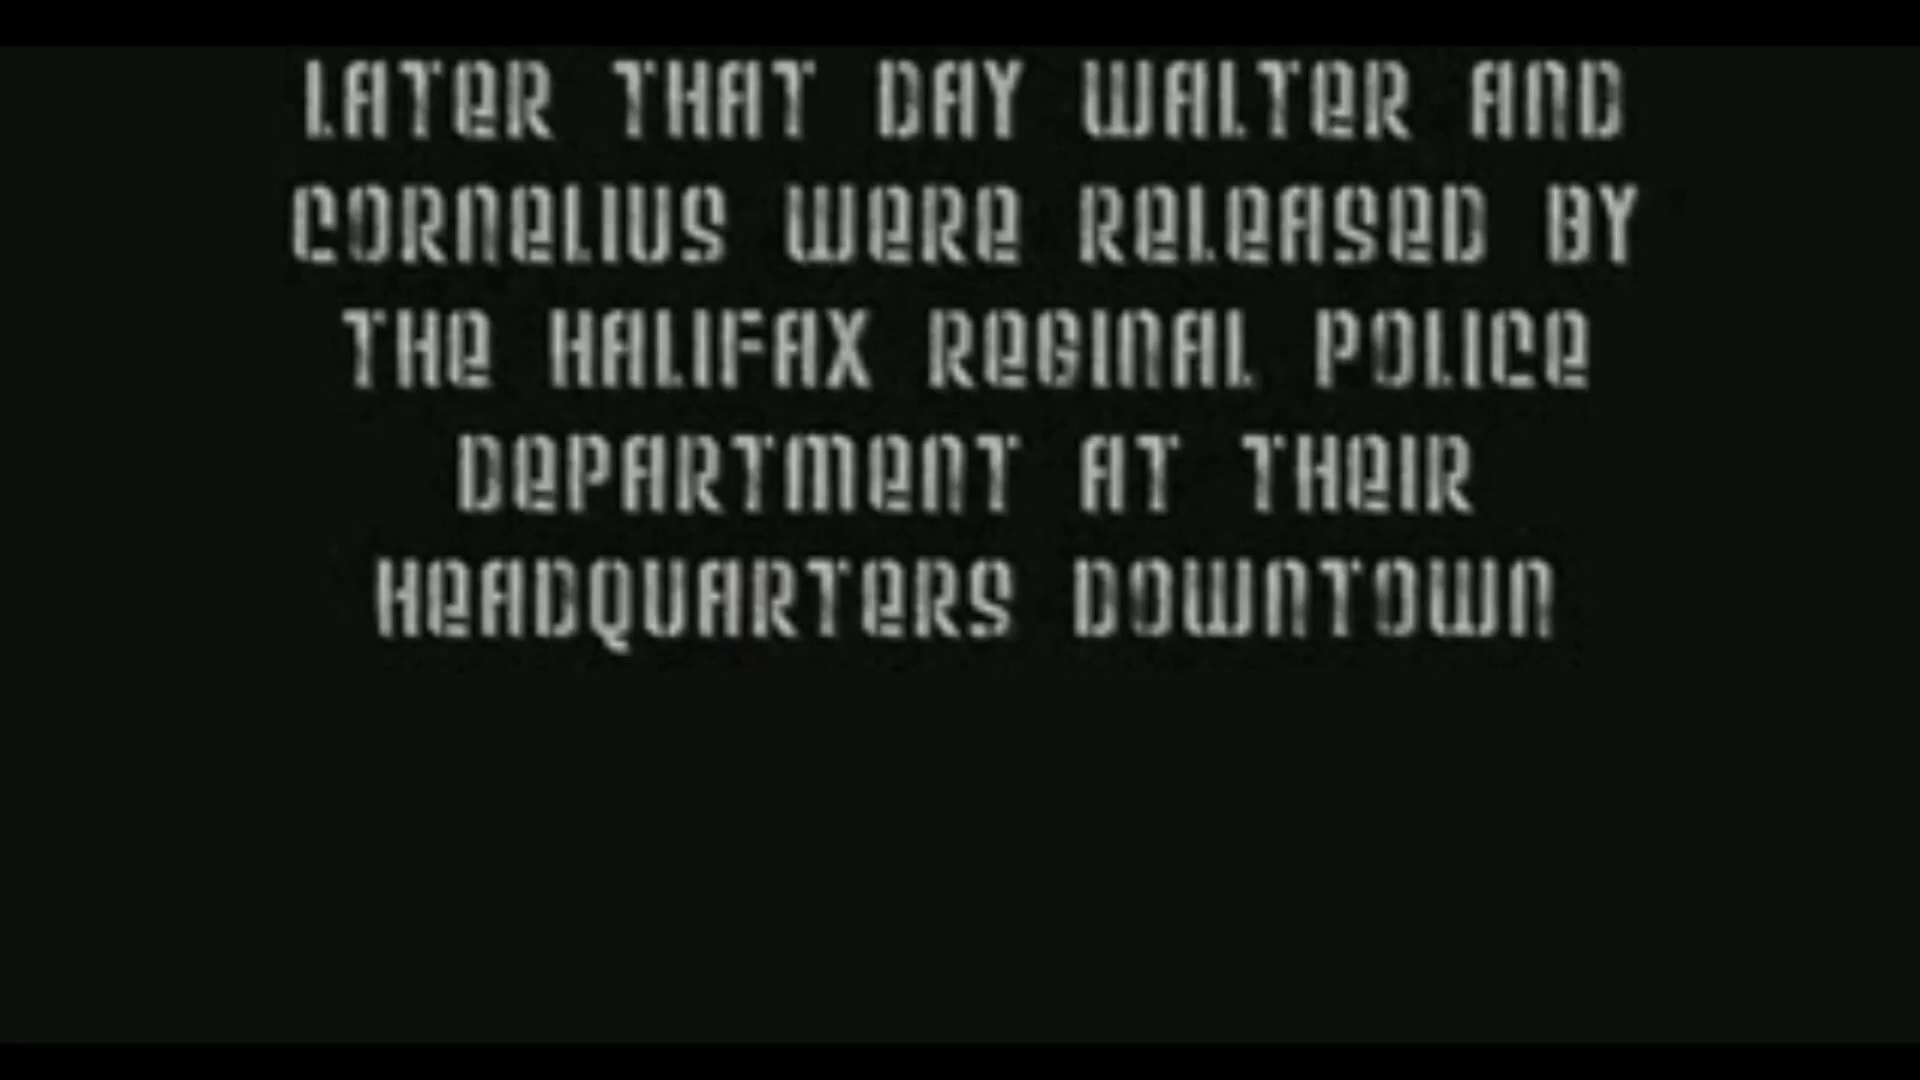 LATER THAT DAY WALTER AND
CORNELIUS WERE RELEASED BY
THE HALIFAX REGINAL POLICE
DEPARTMENT AT THEIR
HEADQUARTERS DOWNTOWN